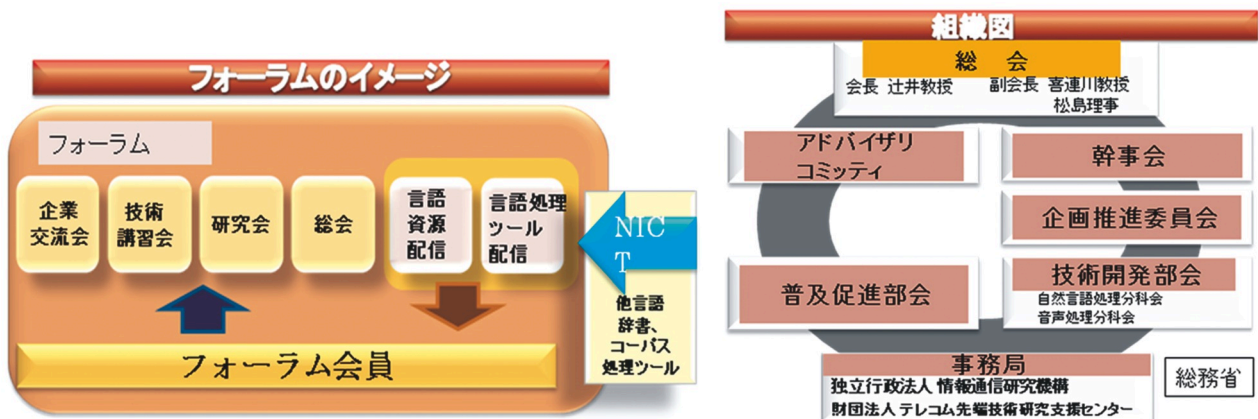 フォーラムのイメージ
フォーラム
企業
交流会
技術
講習会
研究会
総会
言語
資源
配信
言語処理
ツール
配信
NIC
T
他言語
辞書、
コーパス
処理ツール
フォーラム会員
組織図
総 会
会長 辻井教授 副会長 喜連川教授
松島理事
アドバイザリ
コミッティ
幹事会
企画推進委員会
普及促進部会
技術開発部会
自然言語処理分科会
音声処理分科会
事務局
独立行政法人 情報通信研究機構
財団法人 テレコム先端技術研究支援センター
総務省